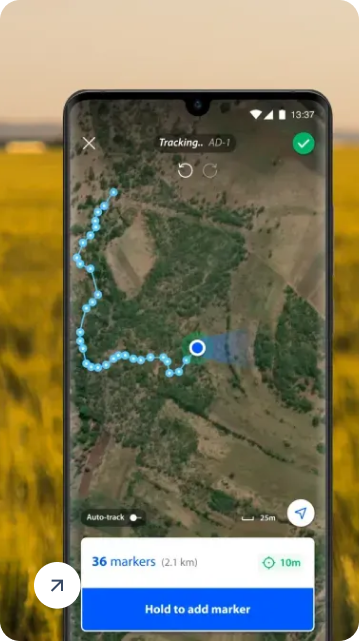 13:37
Tracking.. AD-1
Auto-track
25m
36 markers (2.1 km)
10m
Hold to add marker